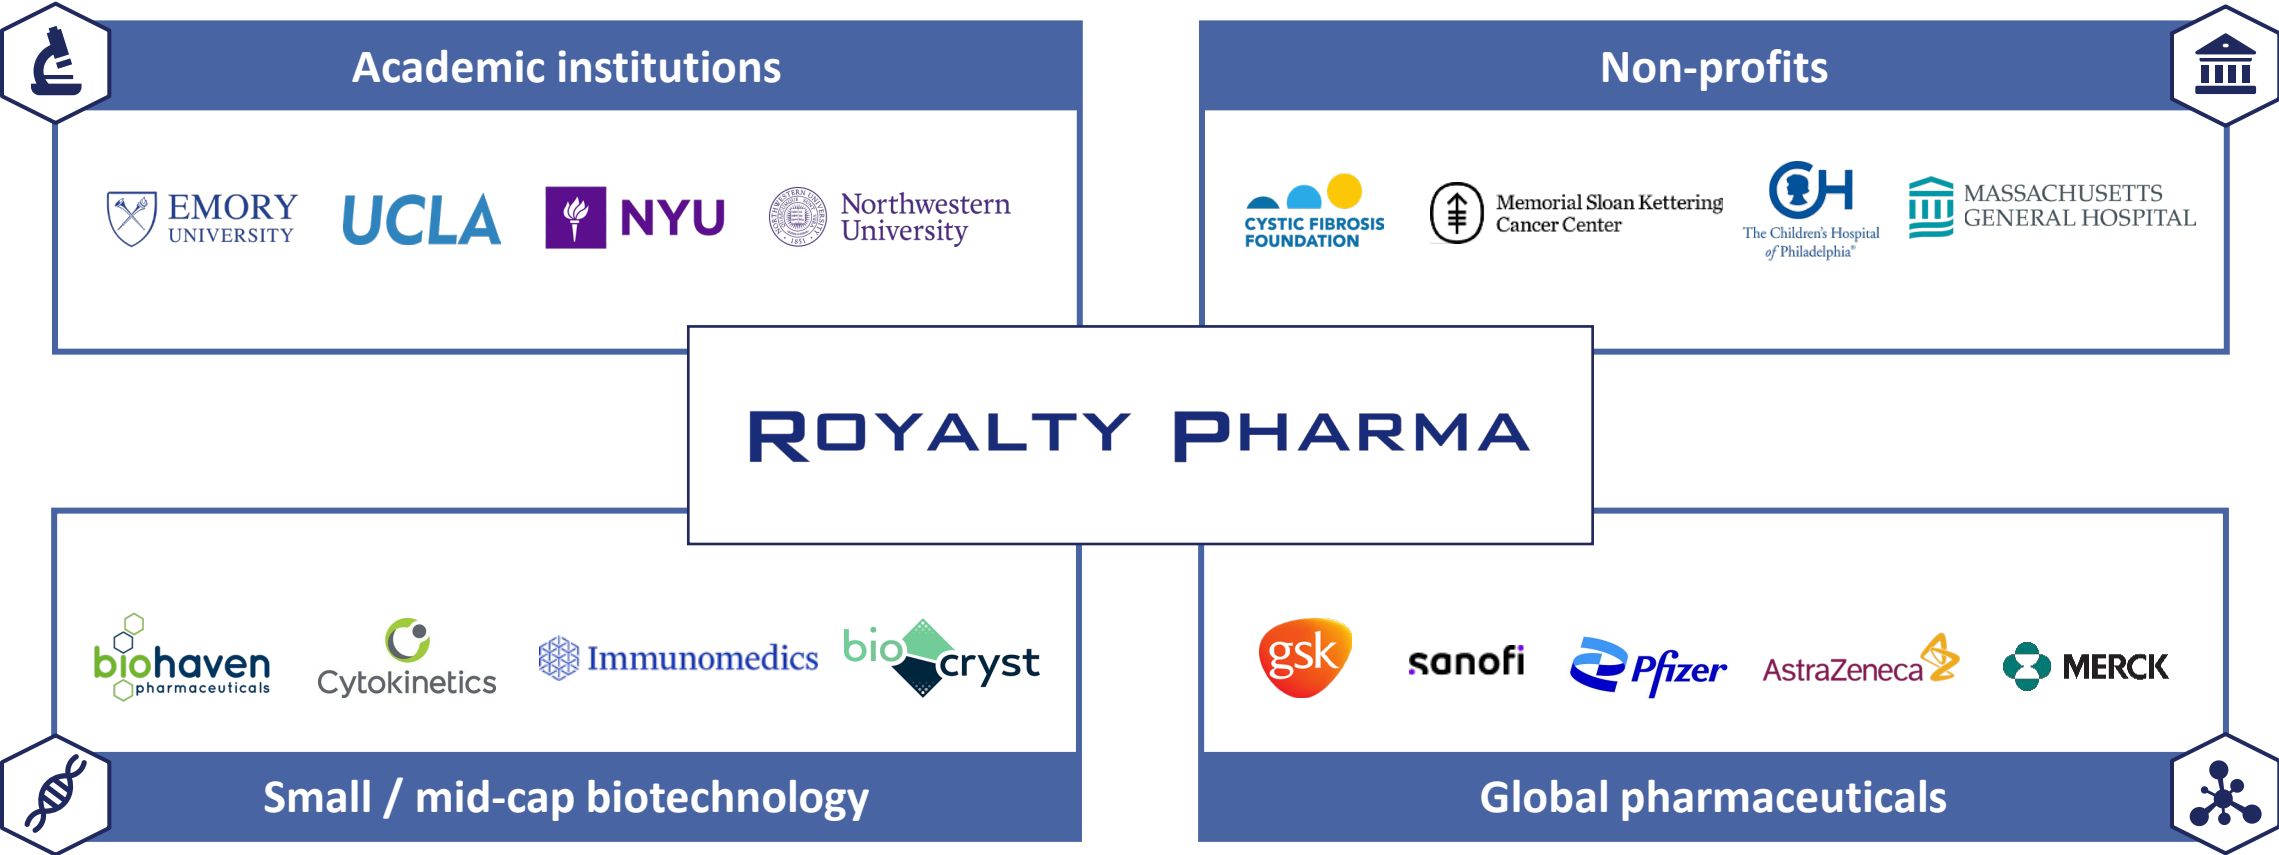 Academic institutions
EMORY
UNIVERSITY
UCLA
NYU
Northwestern
University
1851
Non-profits
CYSTIC FIBROSIS
FOUNDATION
Memorial Sloan Kettering
Cancer Center
CH
The Children's Hospital
of Philadelphia®
MASSACHUSETTS
GENERAL HOSPITAL
ROYALTY PHARMA
biohaven
pharmaceuticals
Cytokinetics
Immunomedics
biocryst
Small / mid-cap biotechnology
gsk
sanofi
Pfizer
AstraZeneca
MERCK
Global pharmaceuticals